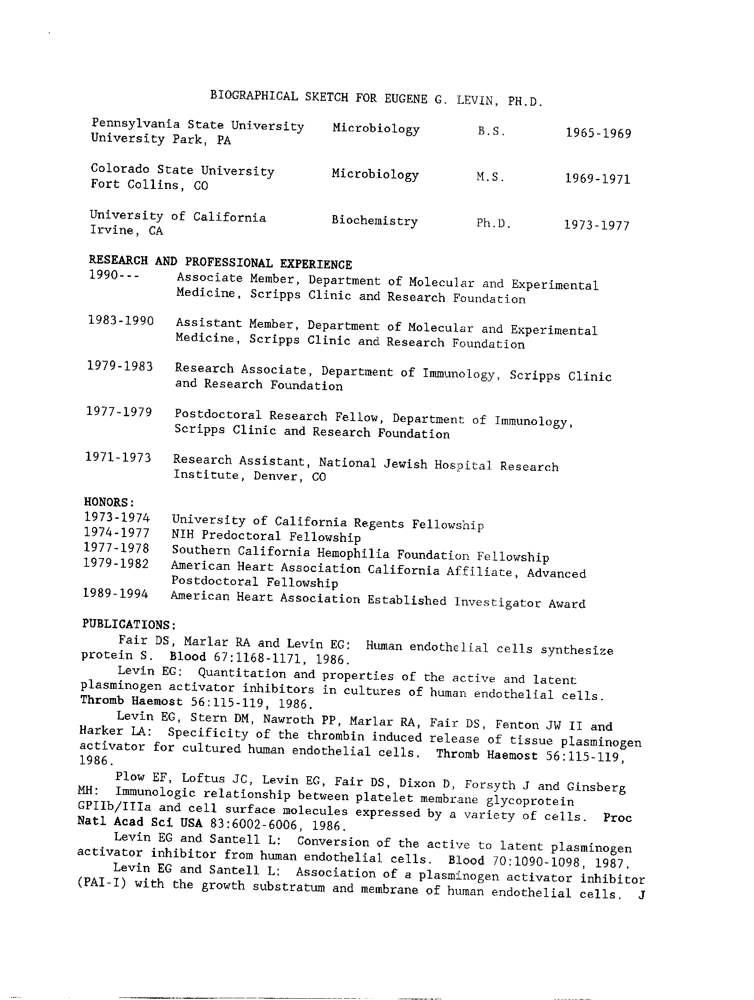 BIOGRAPHICAL SKETCH FOR EUGENE G. LEVIN, PH.D.
Pennsylvania State University Microbiology B.S. 1965-1969
University Park, PA
Colorado State University Microbiology M.S. 1969-1971
Fort Collins, CO
University of California Biochemistry Ph.D. 1973-1977
Irvine, CA
RESEARCH AND PROFESSIONAL EXPERIENCE
1990--- Associate Member, Department of Molecular and Experimental
Medicine, Scripps Clinic and Research Foundation
1983-1990 Assistant Member, Department of Molecular and Experimental
Medicine, Scripps Clinic and Research Foundation
1979-1983 Research Associate, Department of Immunology, Scripps Clinic
and Research Foundation
1977-1979 Postdoctoral Research Fellow, Department of Immunology,
Scripps Clinic and Research Foundation
1971-1973 Research Assistant, National Jewish Hospital Research
Institute, Denver, CO
HONORS:
1973-1974 University of California Regents Fellowship
1974-1977 NIH Predoctoral Fellowship
1977-1978 Southern California Hemophilia Foundation Fellowship
1979-1982 American Heart Association California Affiliate, Advanced
Postdoctoral Fellowship
1989-1994 American Heart Association Established Investigator Award
PUBLICATIONS:
Fair DS, Marlar RA and Levin EG: Human endothelial cells synthesize
protein S. Blood 67:1168-1171, 1986.
Levin EG: Quantitation and properties of the active and latent
plasminogen activator inhibitors in cultures of human endothelial cells.
Thromb Haemost 56:115-119, 1986.
Levin EG, Stern DM, Nawroth PP, Marlar RA, Fair DS, Fenton JW II and
Harker LA: Specificity of the thrombin induced release of tissue plasminogen
activator for cultured human endothelial cells. Thromb Haemost 56:115-119,
1986.
Plow EF, Loftus JC, Levin EG, Fair DS, Dixon D, Forsyth J and Ginsberg
MH: Immunologic relationship between platelet membrane glycoprotein
GPIIb/IIIa and cell surface molecules expressed by a variety of cells. Proc
Natl Acad Sci USA 83:6002-6006, 1986.
Levin EG and Santell L: Conversion of the active to latent plasminogen
activator inhibitor from human endothelial cells. Blood 70:1090-1098, 1987.
Levin EG and Santell L: Association of a plasminogen activator inhibitor
(PAI-I) with the growth substratum and membrane of human endothelial cells. J